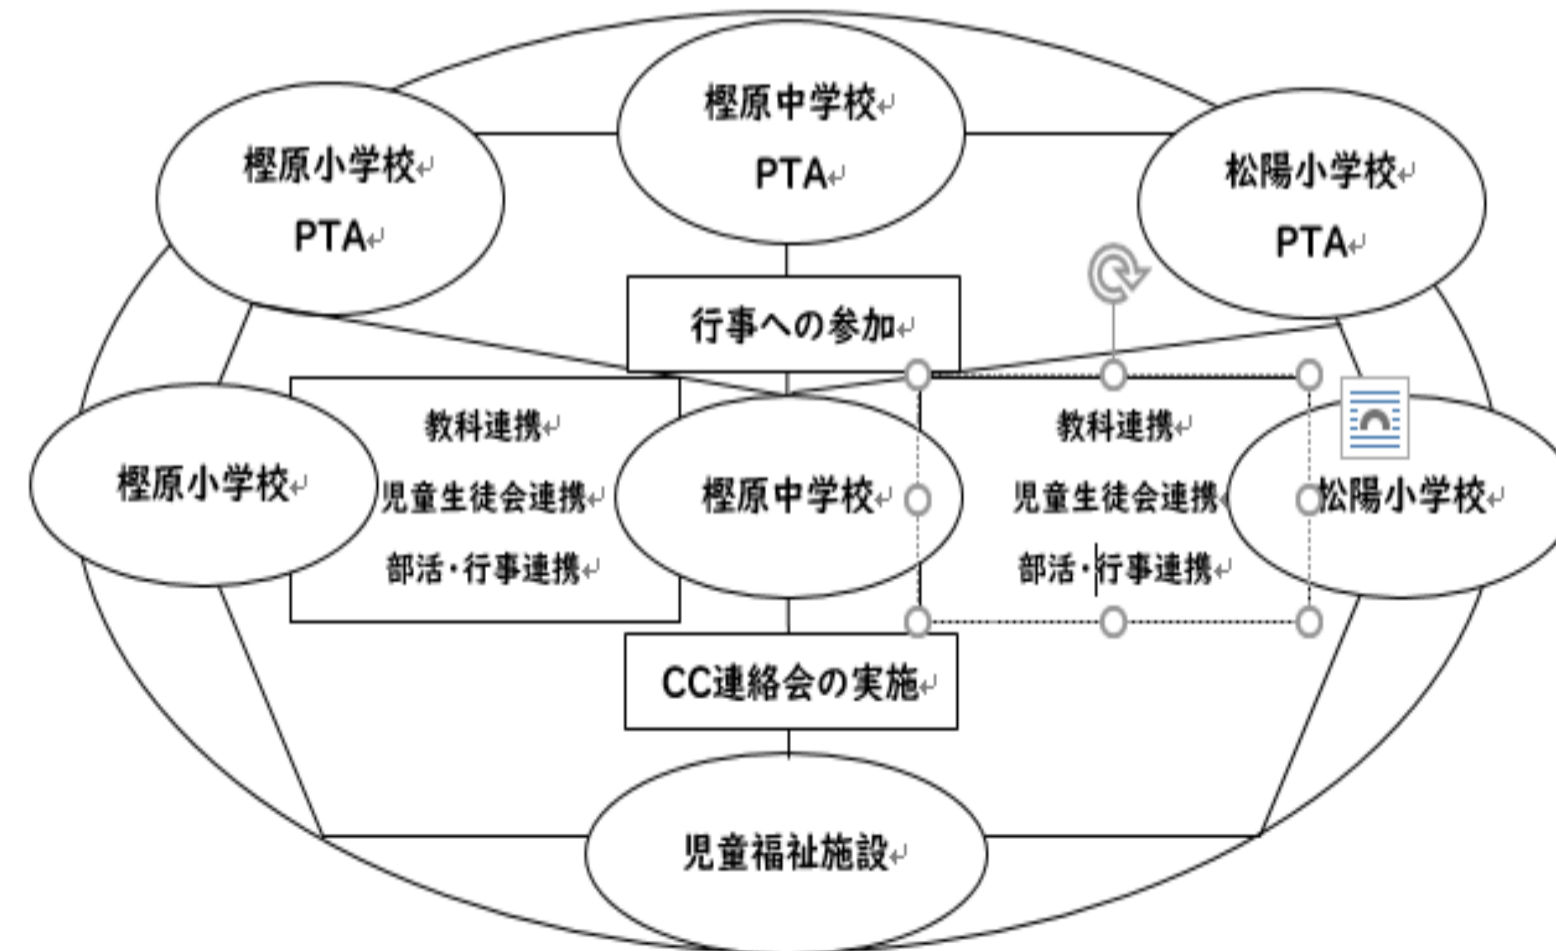 樫原中学校
PTA
樫原小学校
PTA
松陽小学校
PTA
行事への参加
教科連携
児童生徒会連携
部活・行事連携
教科連携
児童生徒会連携
部活・行事連携
樫原小学校
樫原中学校
松陽小学校
CC連絡会の実施
児童福祉施設